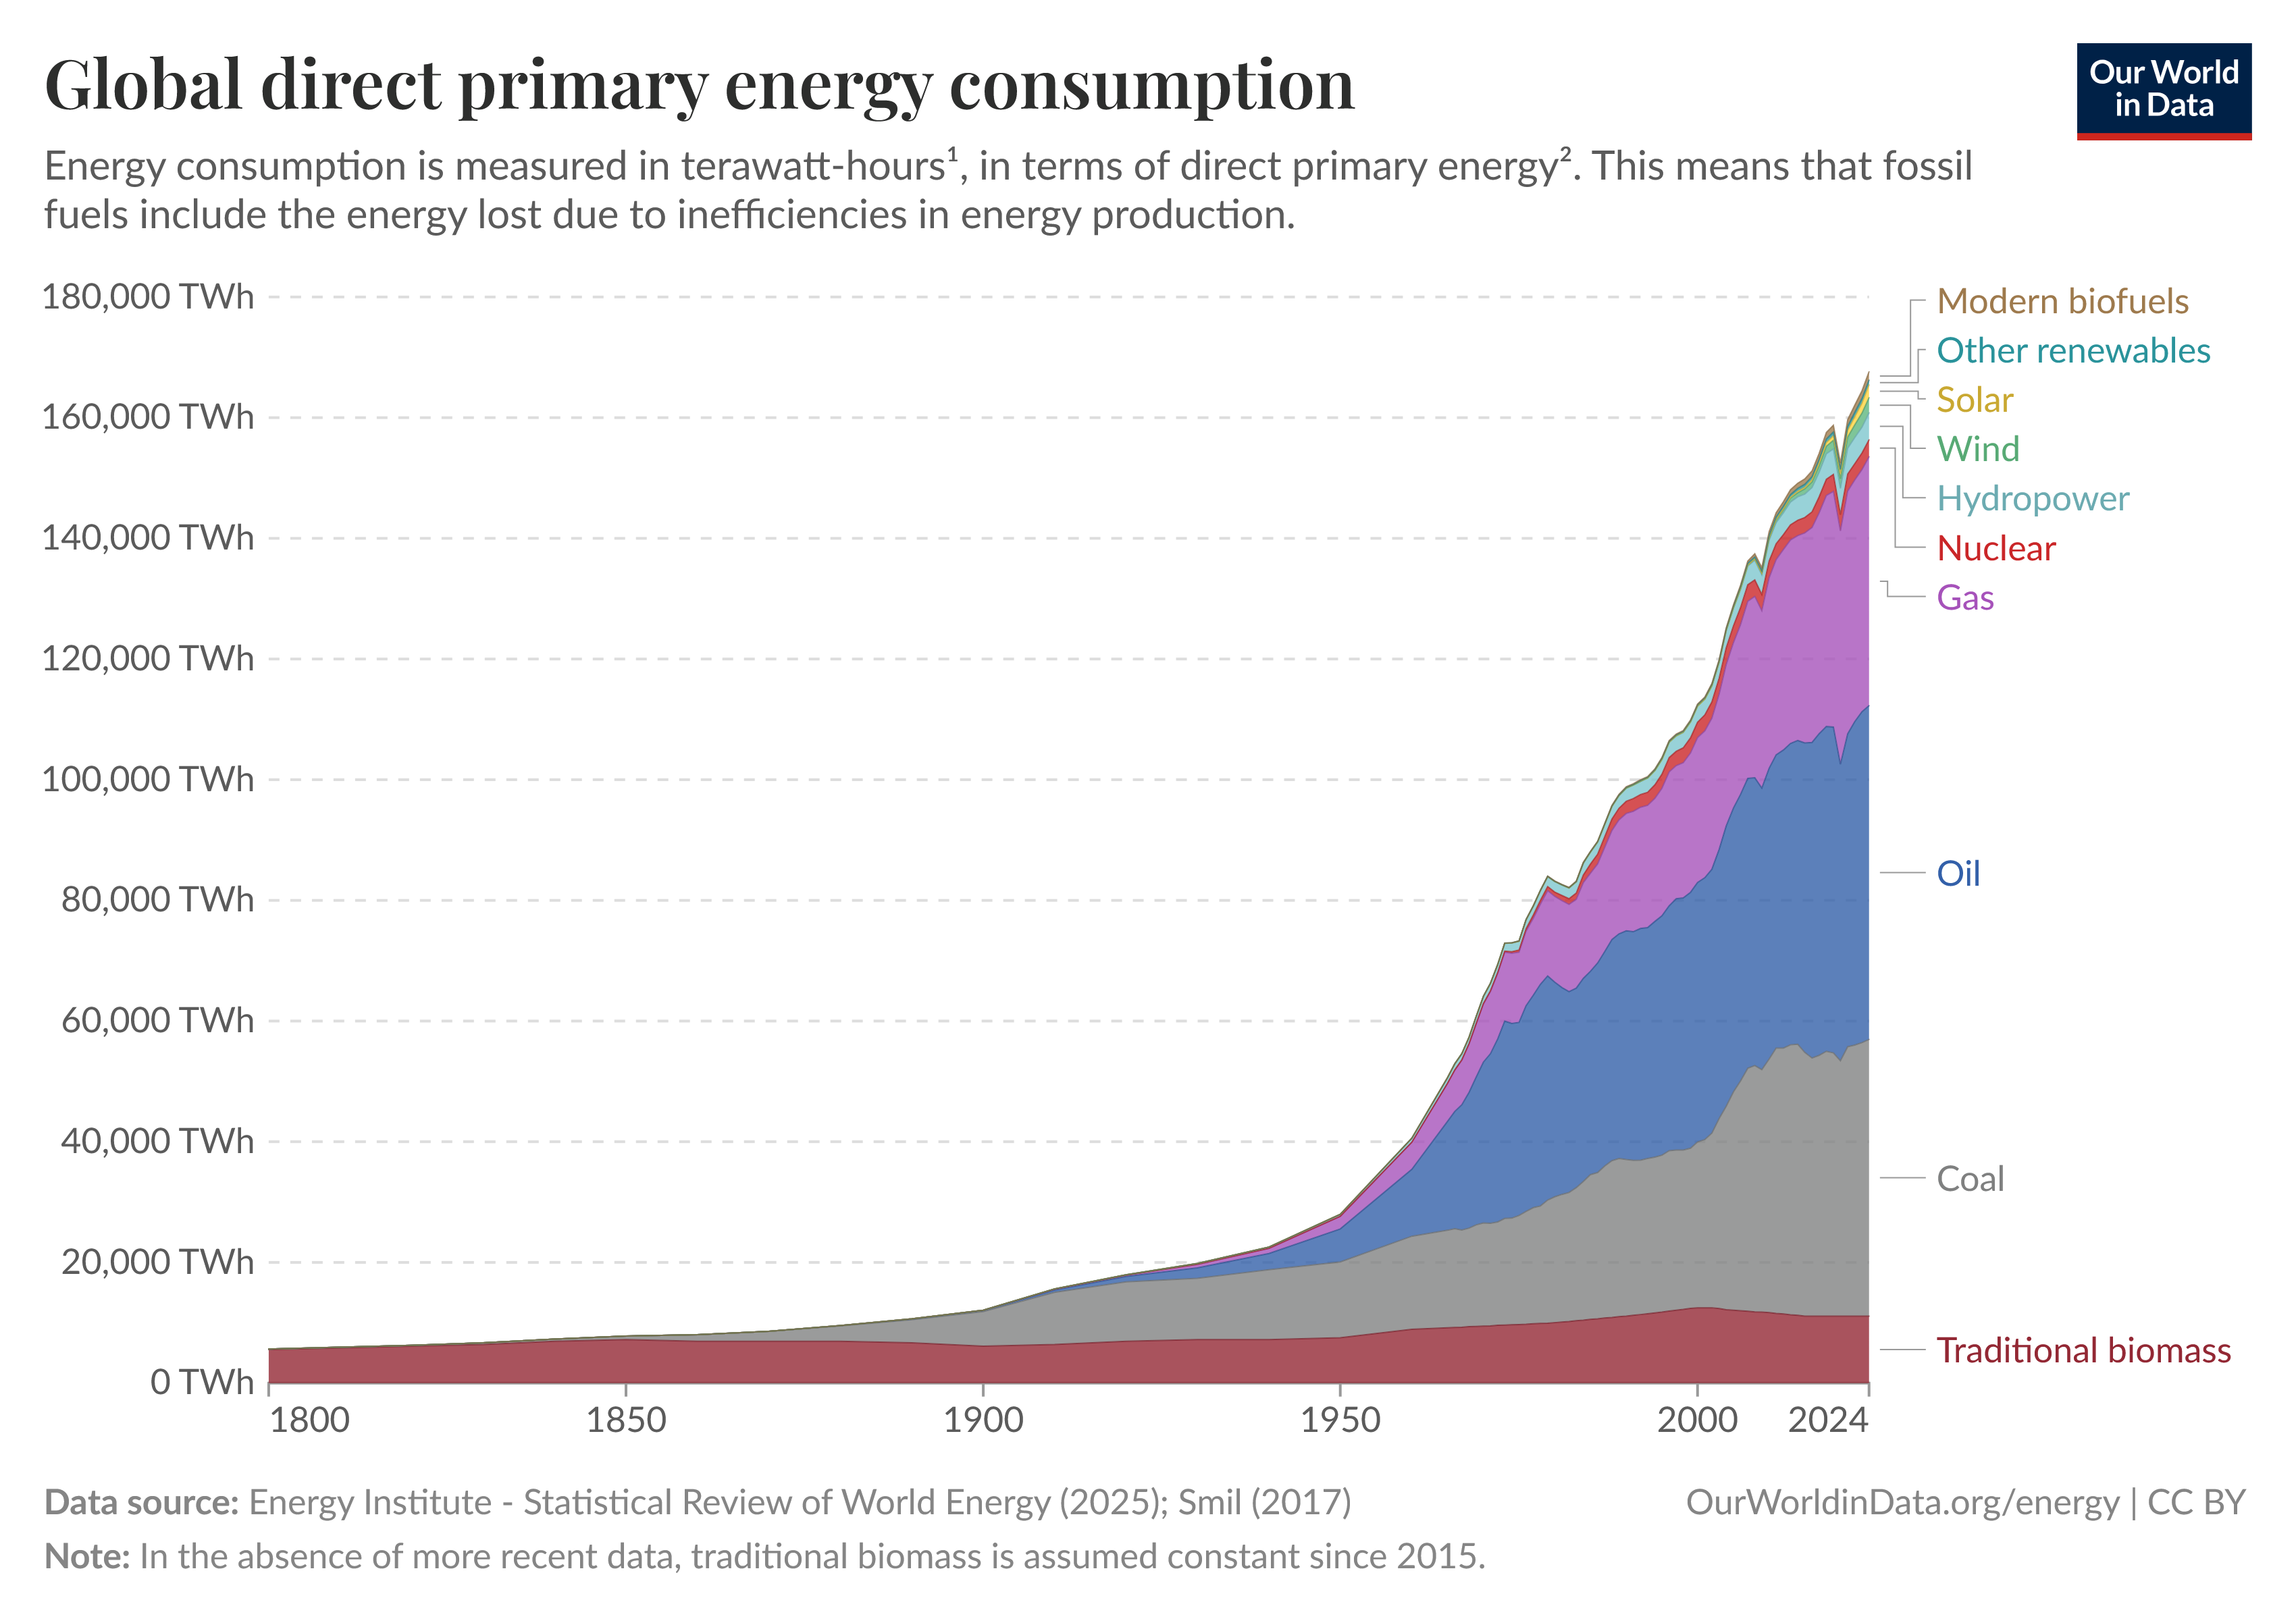 Global direct primary energy consumption
Our World
in Data
Energy consumption is measured in terawatt-hours¹, in terms of direct primary energy². This means that fossil
fuels include the energy lost due to inefficiencies in energy production.
180,000 TWh
160,000 TWh
140,000 TWh
120,000 TWh
100,000 TWh
80,000 TWh
60,000 TWh
40,000 TWh
20,000 TWh
0 TWh
Modern biofuels
Other renewables
Solar
Wind
Hydropower
Nuclear
Gas
Oil
Coal
Traditional biomass
1800 1850 1900 1950 2000 2024
Data source: Energy Institute - Statistical Review of World Energy (2025); Smil (2017)
OurWorldinData.org/energy | CC BY
Note: In the absence of more recent data, traditional biomass is assumed constant since 2015.